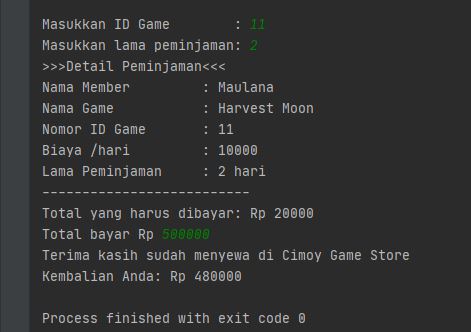 Masukkan ID Game        : 11
Masukkan lama peminjaman: 2
>>>Detail Peminjaman<<<
Nama Member         : Maulana
Nama Game           : Harvest Moon
Nomor ID Game       : 11
Biaya /hari         : 10000
Lama Peminjaman     : 2 hari
--------------------------
Total yang harus dibayar: Rp 20000
Total bayar Rp 500000
Terima kasih sudah menyewa di Cimoy Game Store
Kembalian Anda: Rp 480000
Process finished with exit code 0